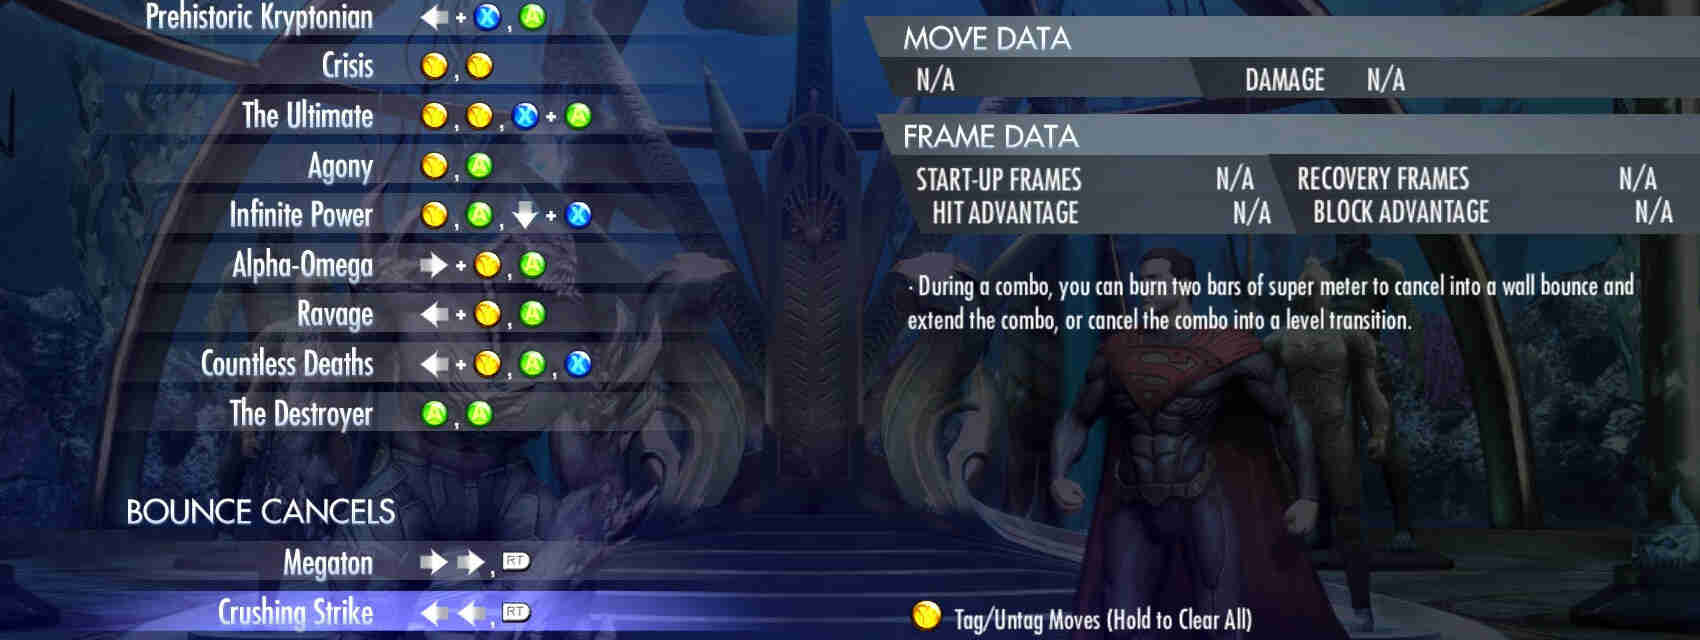 Prehistoric Kryptonian + X , A
Crisis Y , Y
The Ultimate Y , Y , X + A
Agony Y , A
Infinite Power Y , A , + X
Alpha-Omega + Y , A
Ravage + Y , A
Countless Deaths + Y , A , X
The Destroyer A , A
BOUNCE CANCELS
Megaton , RT
Crushing Strike , RT
MOVE DATA
N/A DAMAGE N/A
FRAME DATA
START-UP FRAMES N/A RECOVERY FRAMES N/A
HIT ADVANTAGE N/A BLOCK ADVANTAGE N/A
· During a combo, you can burn two bars of super meter to cancel into a wall bounce and
extend the combo, or cancel the combo into a level transition.
Y Tag/Untag Moves (Hold to Clear All)